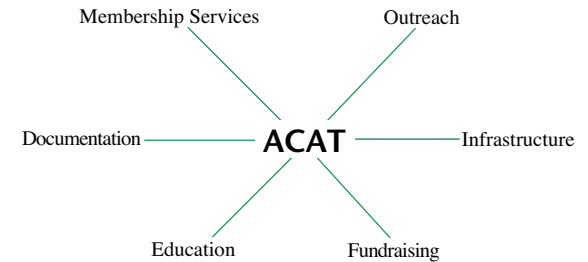 Membership Services
Outreach
Documentation
ACAT
Infrastructure
Education
Fundraising